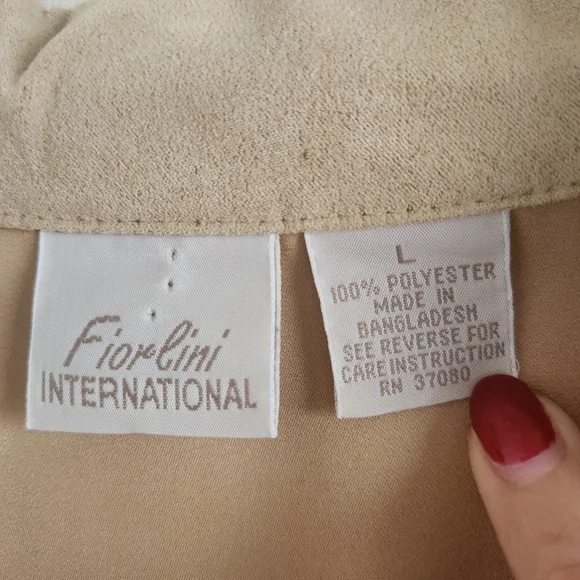 Fiorlini
INTERNATIONAL
L
100% POLYESTER
MADE IN
BANGLADESH
SEE REVERSE FOR
CARE INSTRUCTION
RN 37080